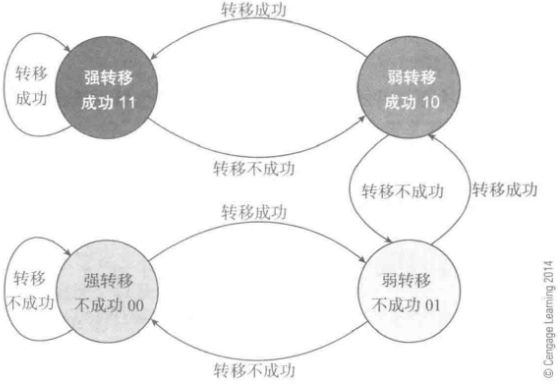 转移成功
转移
成功
强转移
成功 11
弱转移
成功 10
转移不成功
转移不成功
转移成功
转移成功
转移
不成功
强转移
不成功 00
弱转移
不成功 01
转移不成功
© Cengage Learning 2014